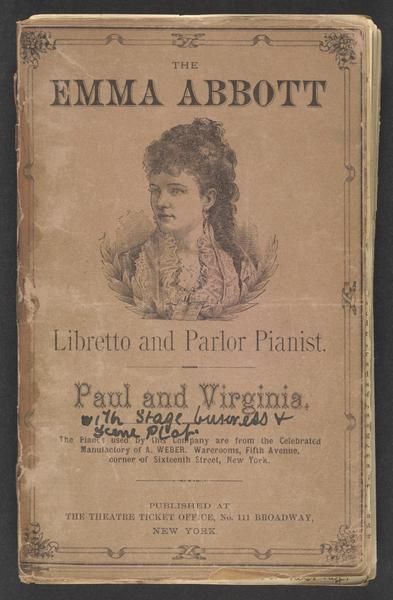 THE
EMMA ABBOTT
Libretto and Parlor Pianist.
Paul and Virginia.
with Stage business &
Scene Plot
The Pianos used by this Company are from the Celebrated
Manufactory of A. WEBER. Warerooms, Fifth Avenue,
corner of Sixteenth Street, New York.
PUBLISHED AT
THE THEATRE TICKET OFFICE, No. 111 BROADWAY,
NEW YORK.